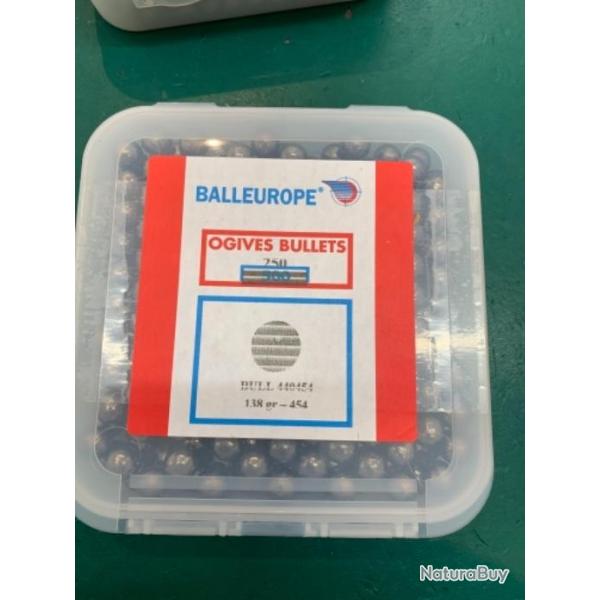 BALLEUROPE®
OGIVES BULLETS
250
500
BULL 440454
138 gr – 454
NaturaBuy